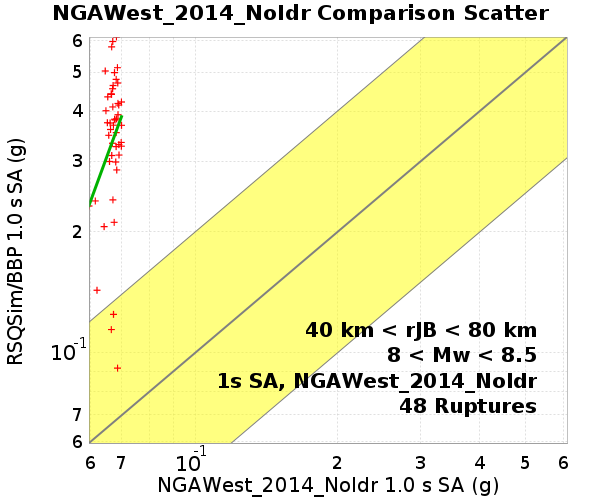 NGAWest_2014_NoIdr Comparison Scatter
RSQSim/BBP 1.0 s SA (g)
6
5
4
3
2
10-1
7
6
40 km < rJB < 80 km
8 < Mw < 8.5
1s SA, NGAWest_2014_NoIdr
48 Ruptures
6 7 10-1 2 3 4 5 6
NGAWest_2014_NoIdr 1.0 s SA (g)